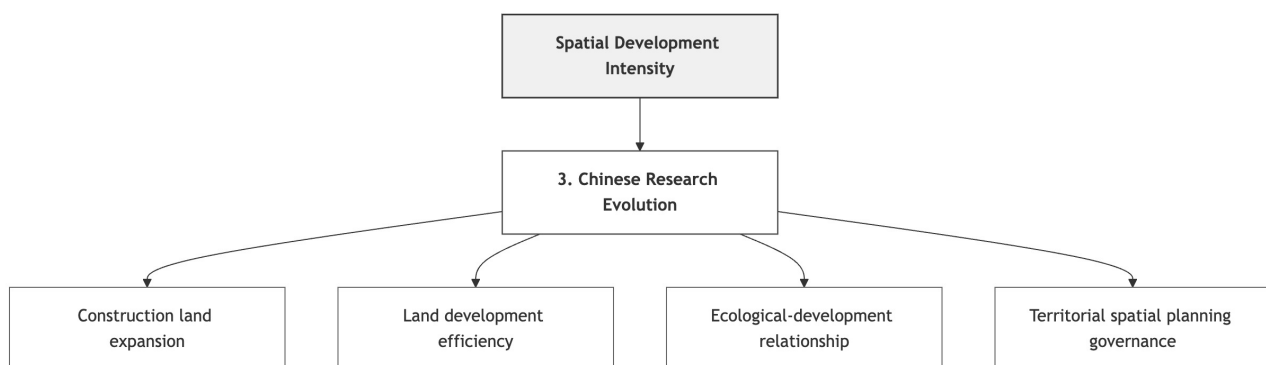 Spatial Development
Intensity
3. Chinese Research
Evolution
Construction land
expansion
Land development
efficiency
Ecological-development
relationship
Territorial spatial planning
governance